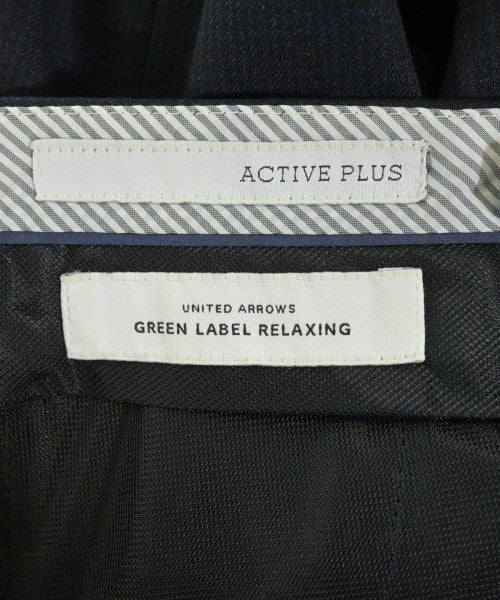 ACTIVE PLUS
UNITED ARROWS
GREEN LABEL RELAXING